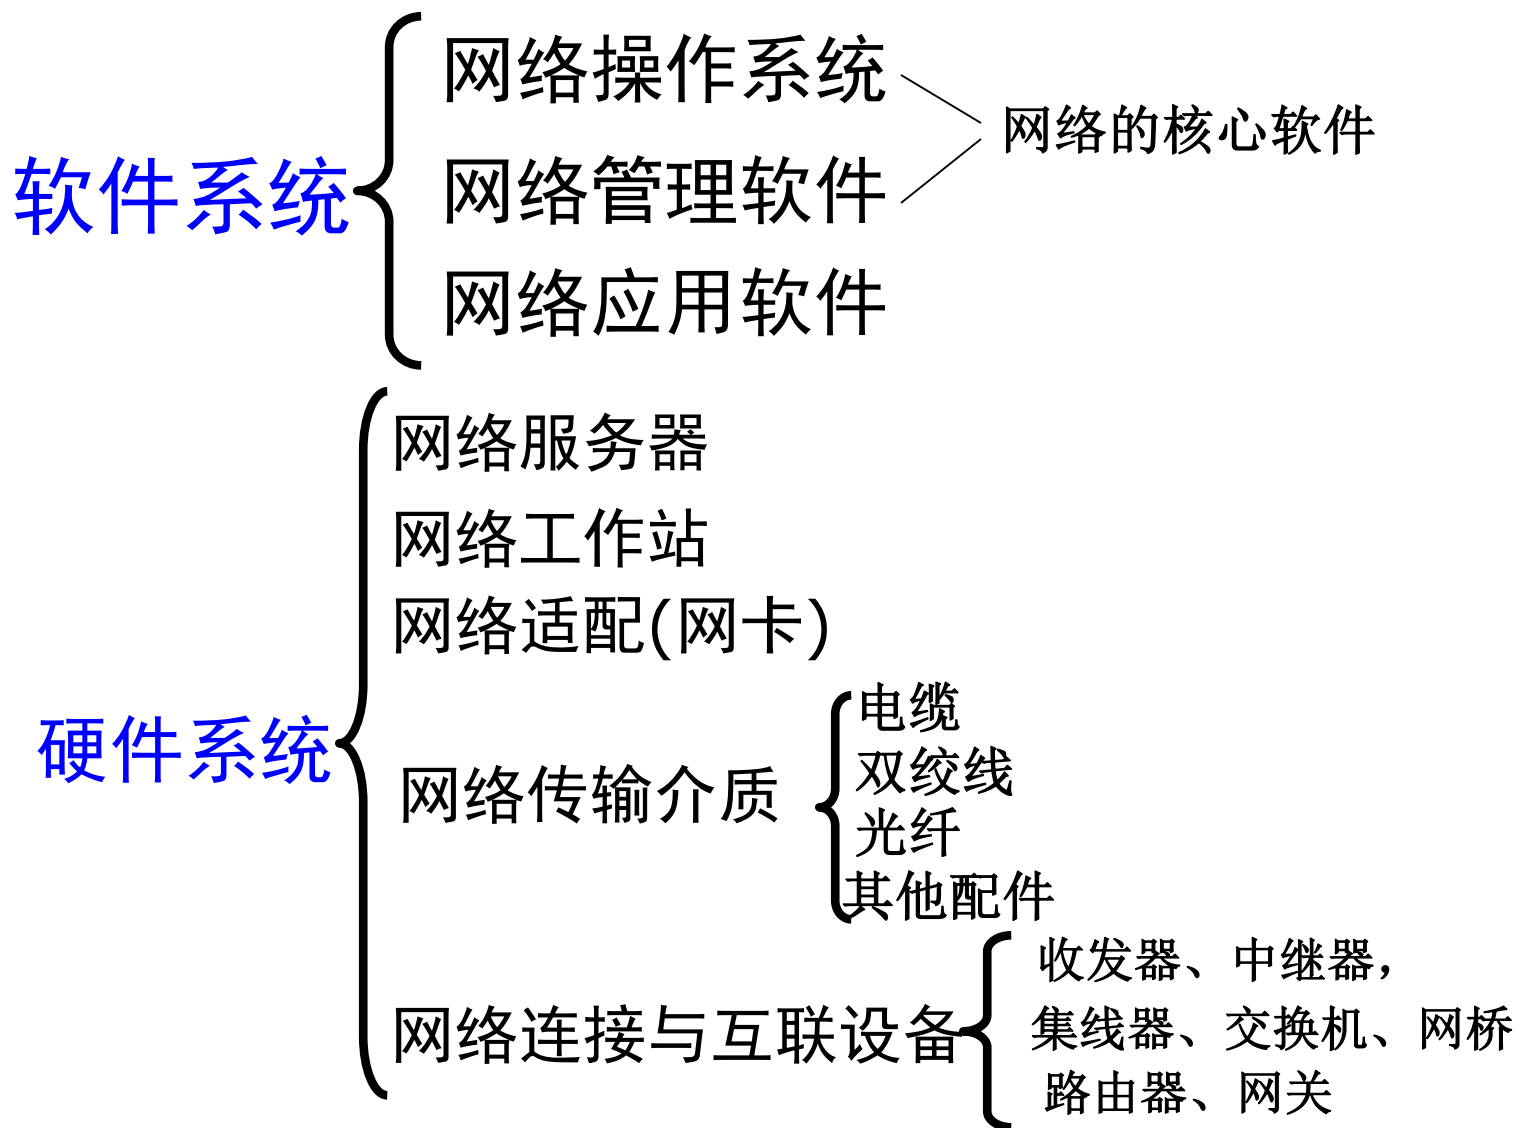 软件系统
网络操作系统
网络管理软件
网络的核心软件
网络应用软件
硬件系统
网络服务器
网络工作站
网络适配(网卡)
网络传输介质
电缆
双绞线
光纤
其他配件
网络连接与互联设备
收发器、中继器，
集线器、交换机、网桥
路由器、网关